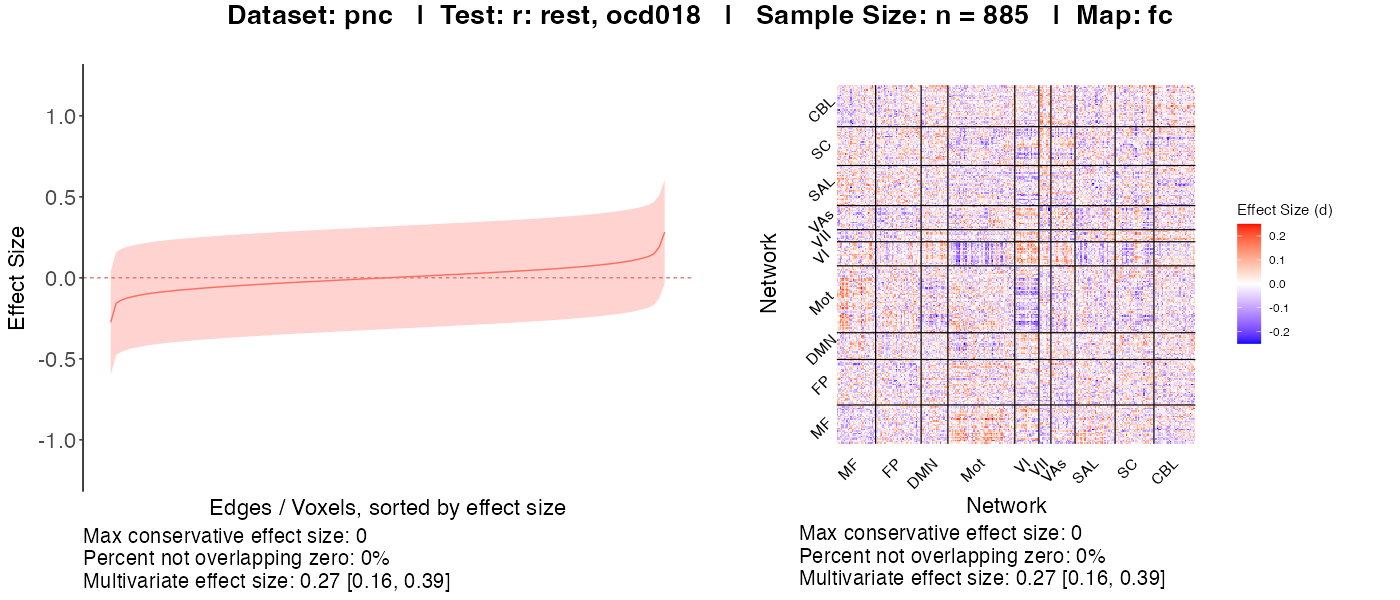 Dataset: pnc | Test: r: rest, ocd018 | Sample Size: n = 885 | Map: fc
Effect Size
1.0
0.5
0.0
-0.5
-1.0
Edges / Voxels, sorted by effect size
Max conservative effect size: 0
Percent not overlapping zero: 0%
Multivariate effect size: 0.27 [0.16, 0.39]
Network
CBL
SC
SAL
VAs
VII
VI
Mot
DMN
FP
MF
MF
FP
DMN
Mot
VI
VII
VAs
SAL
SC
CBL
Network
Max conservative effect size: 0
Percent not overlapping zero: 0%
Multivariate effect size: 0.27 [0.16, 0.39]
Effect Size (d)
0.2
0.1
0.0
-0.1
-0.2